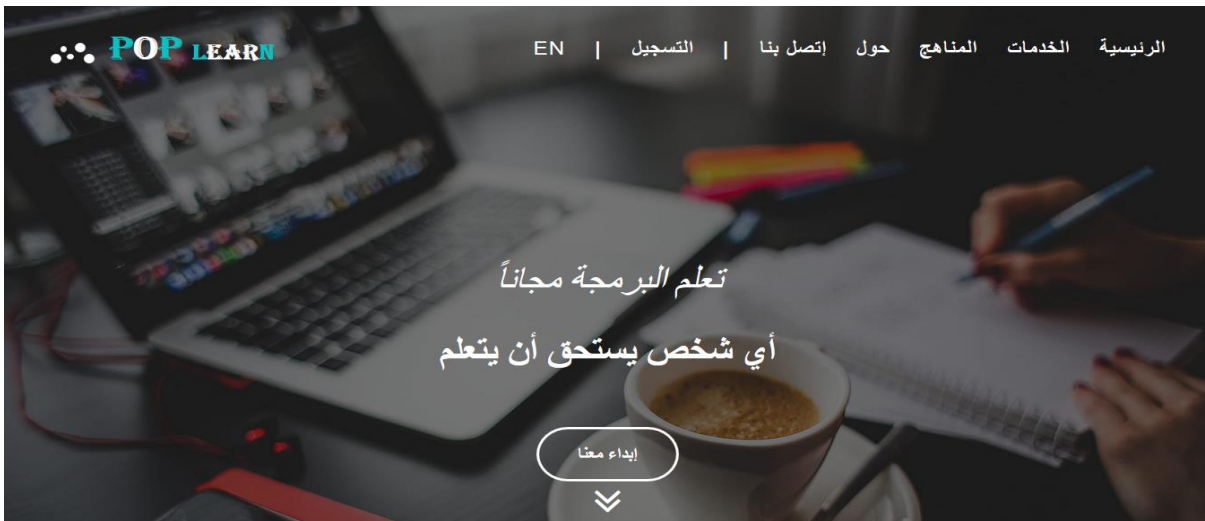 POP LEARN
الرئيسية الخدمات المناهج حول إتصل بنا | التسجيل | EN
تعلم البرمجة مجاناً
أي شخص يستحق أن يتعلم
إبداء معنا